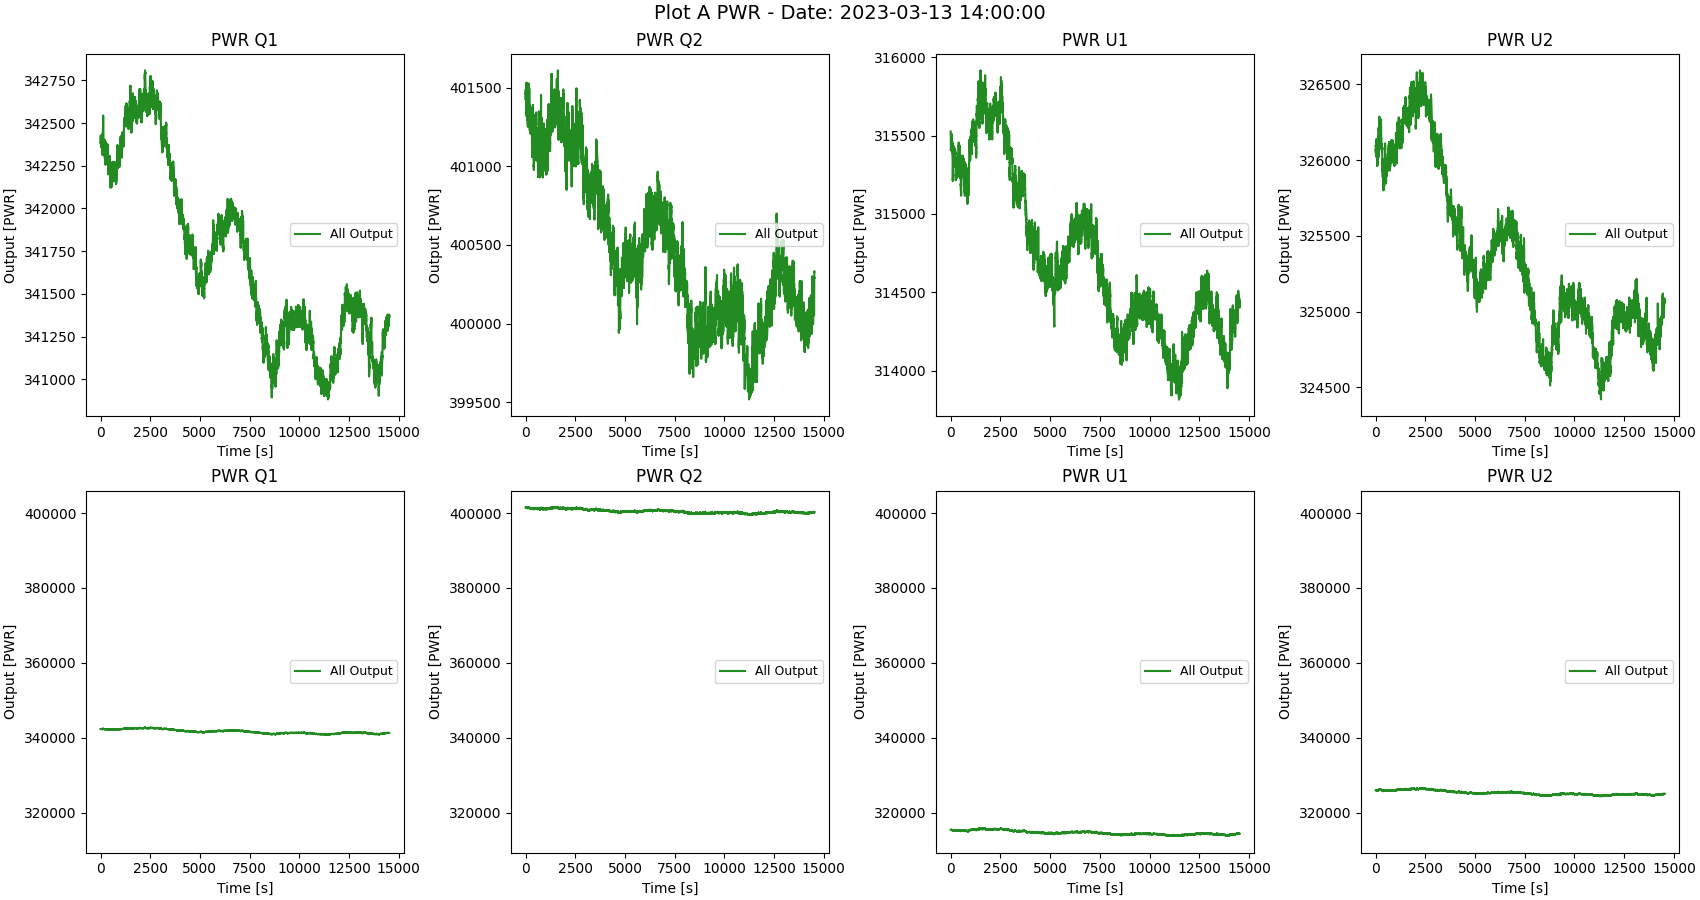 Plot A PWR - Date: 2023-03-13 14:00:00
PWR Q1
Output [PWR]
342750
342500
342250
342000
341750
341500
341250
341000
All Output
0 2500 5000 7500 10000 12500 15000
Time [s]
PWR Q2
Output [PWR]
401500
401000
400500
400000
399500
All Output
0 2500 5000 7500 10000 12500 15000
Time [s]
PWR U1
Output [PWR]
316000
315500
315000
314500
314000
All Output
0 2500 5000 7500 10000 12500 15000
Time [s]
PWR U2
Output [PWR]
326500
326000
325500
325000
324500
All Output
0 2500 5000 7500 10000 12500 15000
Time [s]
PWR Q1
Output [PWR]
400000
380000
360000
340000
320000
All Output
0 2500 5000 7500 10000 12500 15000
Time [s]
PWR Q2
Output [PWR]
400000
380000
360000
340000
320000
All Output
0 2500 5000 7500 10000 12500 15000
Time [s]
PWR U1
Output [PWR]
400000
380000
360000
340000
320000
All Output
0 2500 5000 7500 10000 12500 15000
Time [s]
PWR U2
Output [PWR]
400000
380000
360000
340000
320000
All Output
0 2500 5000 7500 10000 12500 15000
Time [s]